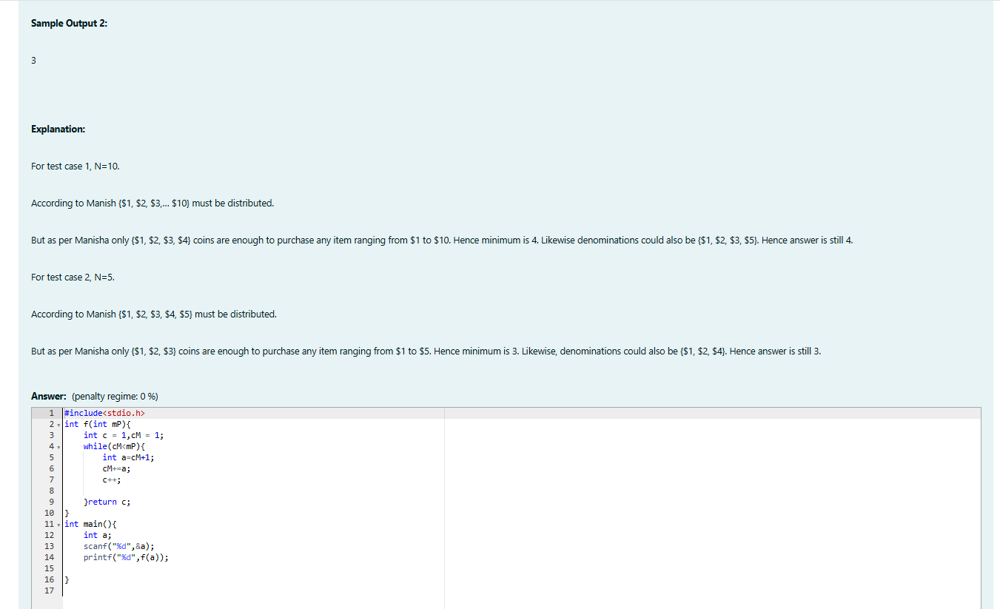 Sample Output 2:
3
Explanation:
For test case 1, N=10.
According to Manish {$1, $2, $3,... $10} must be distributed.
But as per Manisha only {$1, $2, $3, $4} coins are enough to purchase any item ranging from $1 to $10. Hence minimum is 4. Likewise denominations could also be {$1, $2, $3, $5}. Hence answer is still 4.
For test case 2, N=5.
According to Manish {$1, $2, $3, $4, $5} must be distributed.
But as per Manisha only {$1, $2, $3} coins are enough to purchase any item ranging from $1 to $5. Hence minimum is 3. Likewise, denominations could also be {$1, $2, $4}. Hence answer is still 3.
Answer: (penalty regime: 0 %)
1 #include<stdio.h>
2 int f(int mP){
3     int c = 1,cM = 1;
4     while(cM<mP){
5         int a=cM+1;
6         cM+=a;
7         c++;
8
9     }return c;
10 }
11 int main(){
12     int a;
13     scanf("%d",&a);
14     printf("%d",f(a));
15
16 }
17